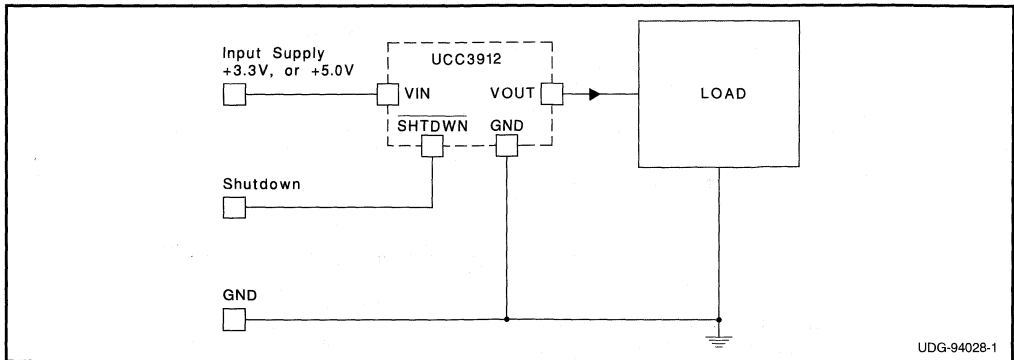 Input Supply
+3.3V, or +5.0V
UCC3912
VIN
VOUT
LOAD
SHTDWN
GND
Shutdown
GND
UDG-94028-1